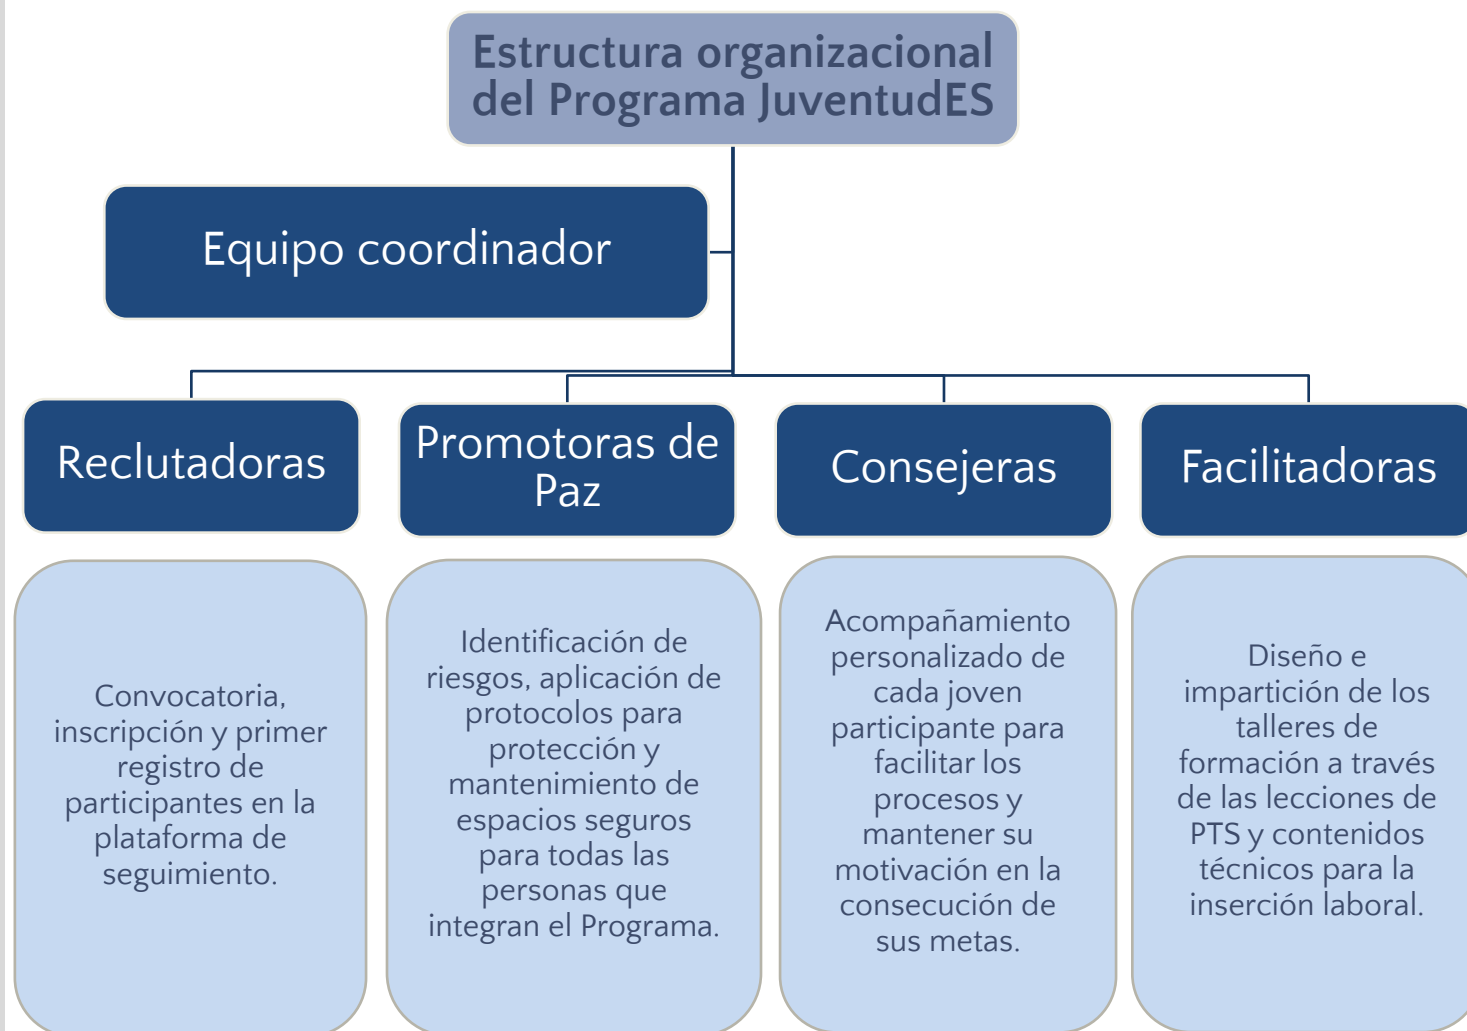 Estructura organizacional
del Programa JuventudES
Equipo coordinador
Reclutadoras
Promotoras de
Paz
Consejeras
Facilitadoras
Convocatoria,
inscripción y primer
registro de
participantes en la
plataforma de
seguimiento.
Identificación de
riesgos, aplicación de
protocolos para
protección y
mantenimiento de
espacios seguros
para todas las
personas que
integran el Programa.
Acompañamiento
personalizado de
cada joven
participante para
facilitar los
procesos y
mantener su
motivación en la
consecución de
sus metas.
Diseño e
impartición de los
talleres de
formación a través
de las lecciones de
PTS y contenidos
técnicos para la
inserción laboral.